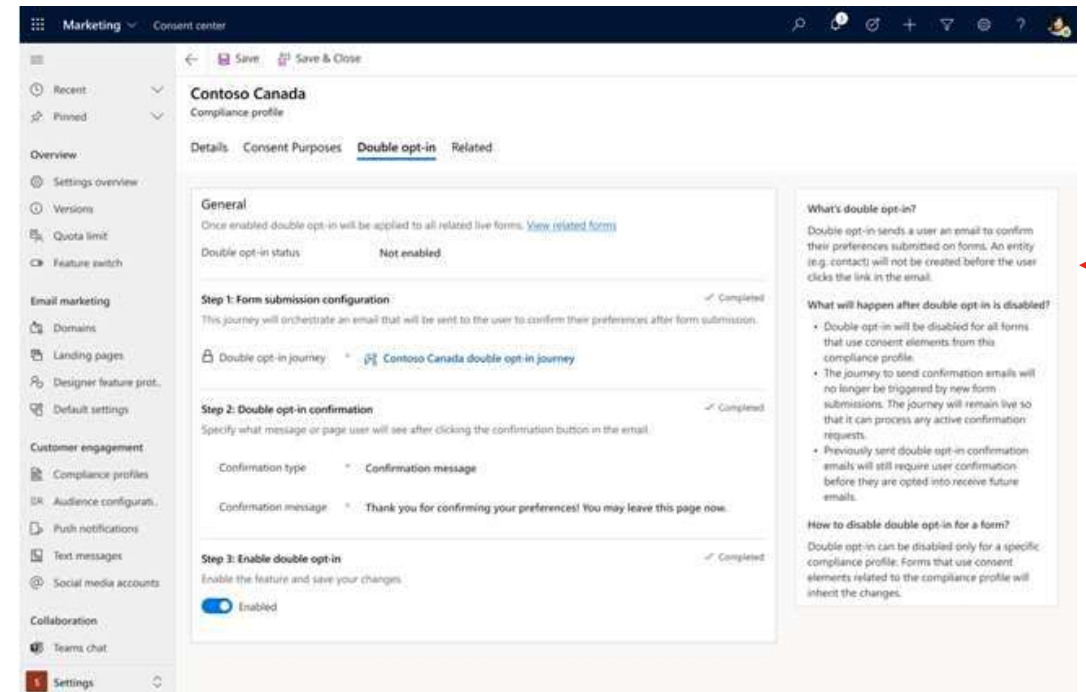 Marketing
Consent center
3
?
Save
Save & Close
Recent
Pinned
Overview
Settings overview
Versions
Quota limit
Feature switch
Email marketing
Domains
Landing pages
Designer feature prot..
Default settings
Customer engagement
Compliance profiles
Audience configurati..
Push notifications
Text messages
Social media accounts
Collaboration
Teams chat
Settings
Contoso Canada
Compliance profile
Details Consent Purposes Double opt-in Related
General
Once enabled double opt-in will be applied to all related live forms. View related forms
Double opt-in status Not enabled
Step 1: Form submission configuration Completed
This journey will orchestrate an email that will be sent to the user to confirm their preferences after form submission.
Double opt-in journey * Contoso Canada double opt-in journey
Step 2: Double opt-in confirmation Completed
Specify what message or page user will see after clicking the confirmation button in the email.
Confirmation type * Confirmation message
Confirmation message * Thank you for confirming your preferences! You may leave this page now.
Step 3: Enable double opt-in Completed
Enable the feature and save your changes
Enabled
What's double opt-in?
Double opt-in sends a user an email to confirm
their preferences submitted on forms. An entity
(e.g. contact) will not be created before the user
clicks the link in the email.
What will happen after double opt-in is disabled?
• Double opt-in will be disabled for all forms
that use consent elements from this
compliance profile.
• The journey to send confirmation emails will
no longer be triggered by new form
submissions. The journey will remain live so
that it can process any active confirmation
requests.
• Previously sent double opt-in confirmation
emails will still require user confirmation
before they are opted into receive future
emails.
How to disable double opt-in for a form?
Double opt-in can be disabled only for a specific
compliance profile. Forms that use consent
elements related to the compliance profile will
inherit the changes.